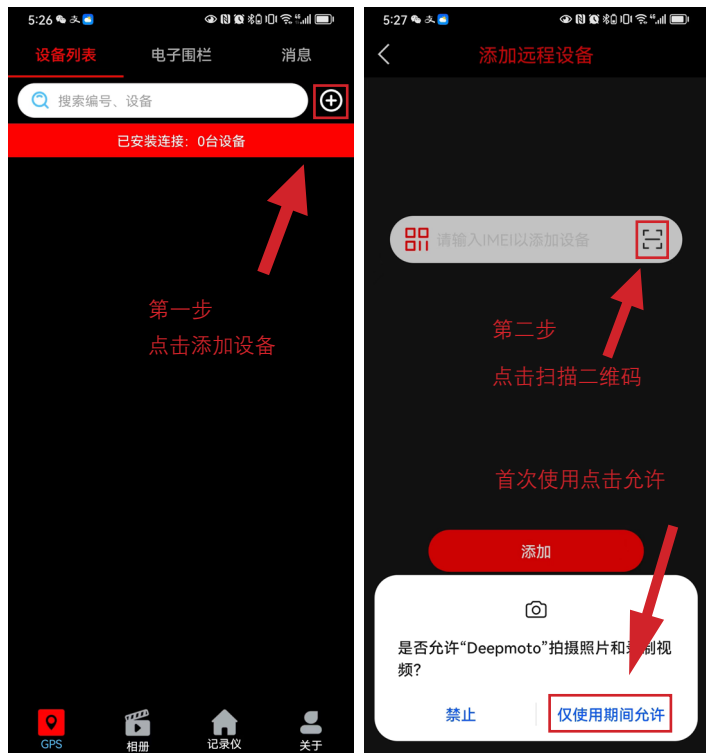 5:26
设备列表
电子围栏
消息
搜索编号、设备
已安装连接：0台设备
第一步
点击添加设备
GPS
相册
记录仪
关于
5:27
添加远程设备
请输入IMEI以添加设备
第二步
点击扫描二维码
首次使用点击允许
添加
是否允许“Deepmoto”拍摄照片和录制视
频?
禁止
仅使用期间允许